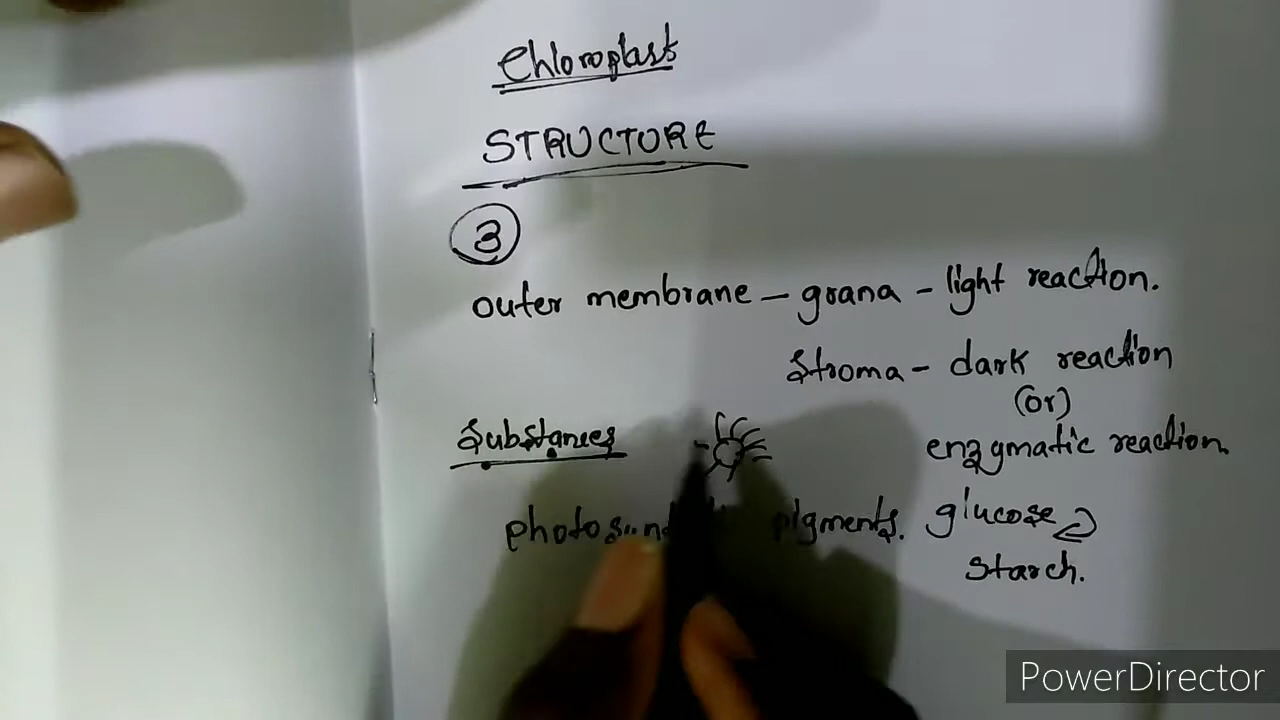 Chloroplast
STRUCTURE
3
outer membrane - grana - light reaction.
Stroma - dark reaction
(or)
enzymatic reaction.
Substances
pigments. glucose
starch.
PowerDirector